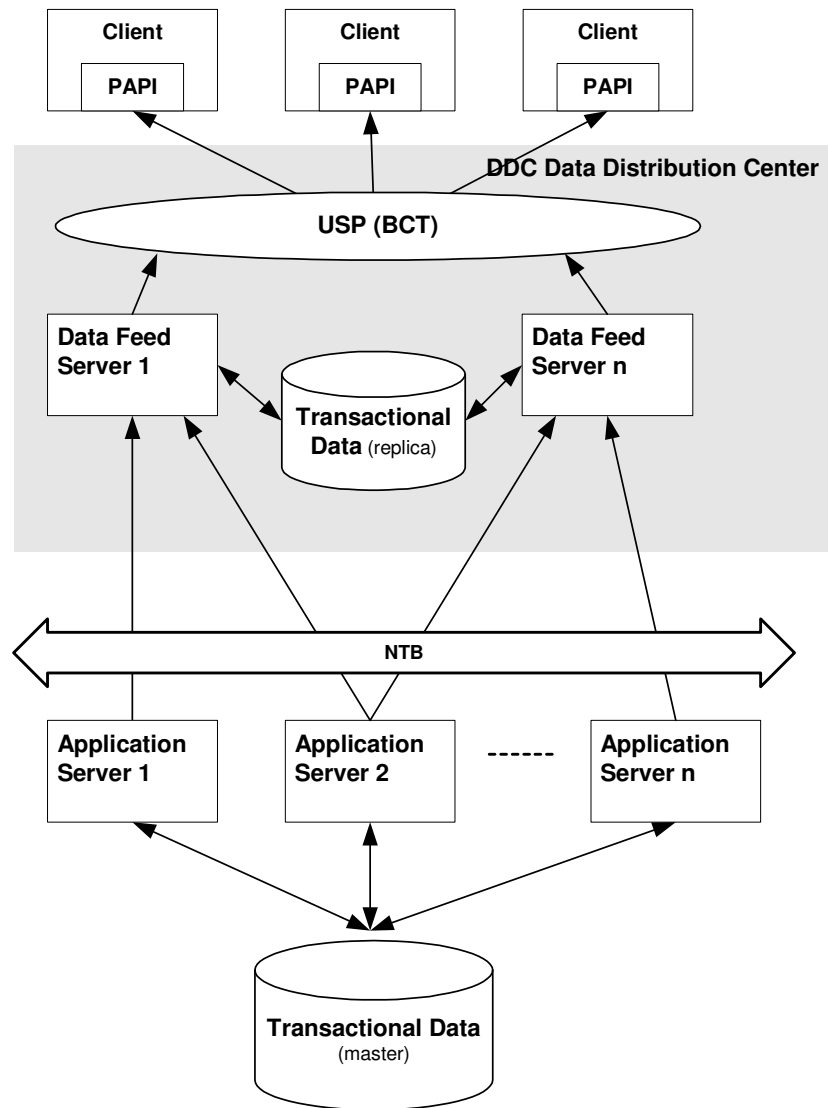 Client
Client
Client
PAPI
PAPI
PAPI
DDC Data Distribution Center
USP (BCT)
Data Feed
Server 1
Data Feed
Server n
Transactional
Data (replica)
NTB
Application
Server 1
Application
Server 2
------
Application
Server n
Transactional Data
(master)